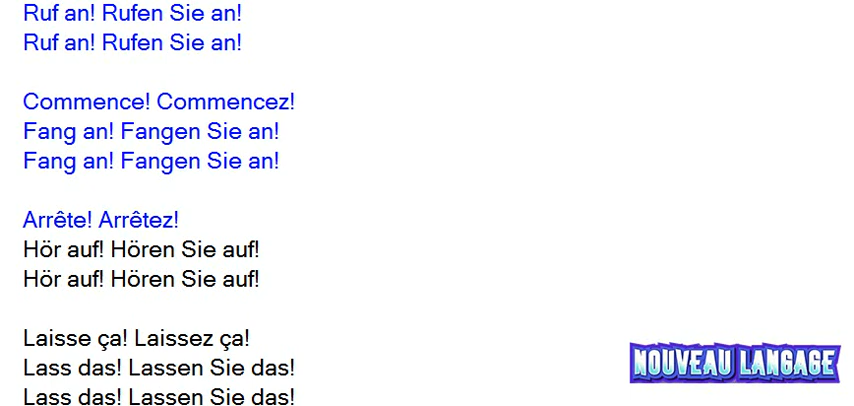 Ruf an! Rufen Sie an!
Ruf an! Rufen Sie an!
Commence! Commencez!
Fang an! Fangen Sie an!
Fang an! Fangen Sie an!
Arrête! Arrêtez!
Hör auf! Hören Sie auf!
Hör auf! Hören Sie auf!
Laisse ça! Laissez ça!
Lass das! Lassen Sie das!
Lass das! Lassen Sie das!
NOUVEAU LANGAGE